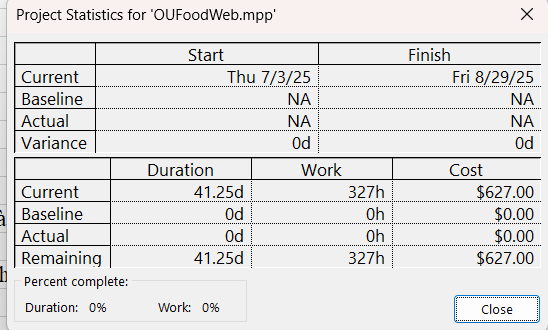 Project Statistics for 'OUFoodWeb.mpp'
Start Finish
Current Thu 7/3/25 Fri 8/29/25
Baseline NA NA
Actual NA NA
Variance 0d 0d
Duration Work Cost
Current 41.25d 327h $627.00
Baseline 0d 0h $0.00
Actual 0d 0h $0.00
Remaining 41.25d 327h $627.00
Percent complete:
Duration: 0% Work: 0% Close